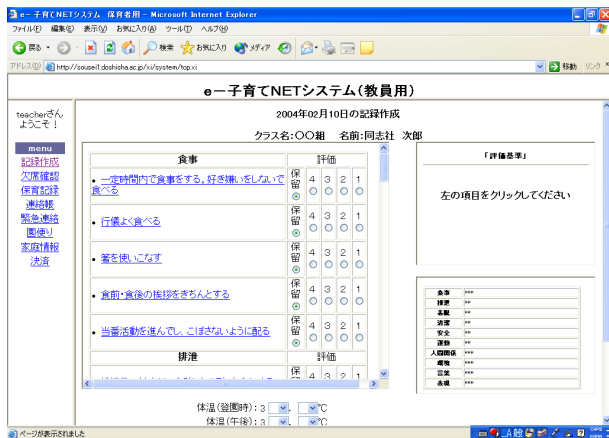 e－子育てNETシステム 保育者用 - Microsoft Internet Explorer
ファイル(F) 編集(E) 表示(V) お気に入り(A) ツール(T) ヘルプ(H)
戻る 検索 お気に入り メディア
アドレス(D) http://sousei1.doshisha.ac.jp/xi/system/top.xi 移動 リンク
e－子育てNETシステム(教員用)
teacherさん
ようこそ！
menu
記録作成
欠席確認
保育記録
連絡帳
緊急連絡
園便り
家庭情報
決済
2004年02月10日の記録作成
クラス名:〇〇組 名前:同志社 次郎
食事 評価
・一定時間内で食事をする。好き嫌いをしないで食べる 保留 4 3 2 1
・行儀よく食べる 保留 4 3 2 1
・箸を使いこなす 保留 4 3 2 1
・食前・食後の挨拶をきちんとする 保留 4 3 2 1
・当番活動を進んでし、こぼさないように配る 保留 4 3 2 1
排泄 評価
保 4 3 2 1
体温(登園時): 3 . ℃
体温(午後): 3 . ℃
「評価基準」
左の項目をクリックしてください
食事 ***
排泄 **
着脱 **
清潔 **
安全 **
運動 **
人間関係 ***
環境 ***
言葉 ***
表現 ***
ページが表示されました
A 般
CAPS
KANA